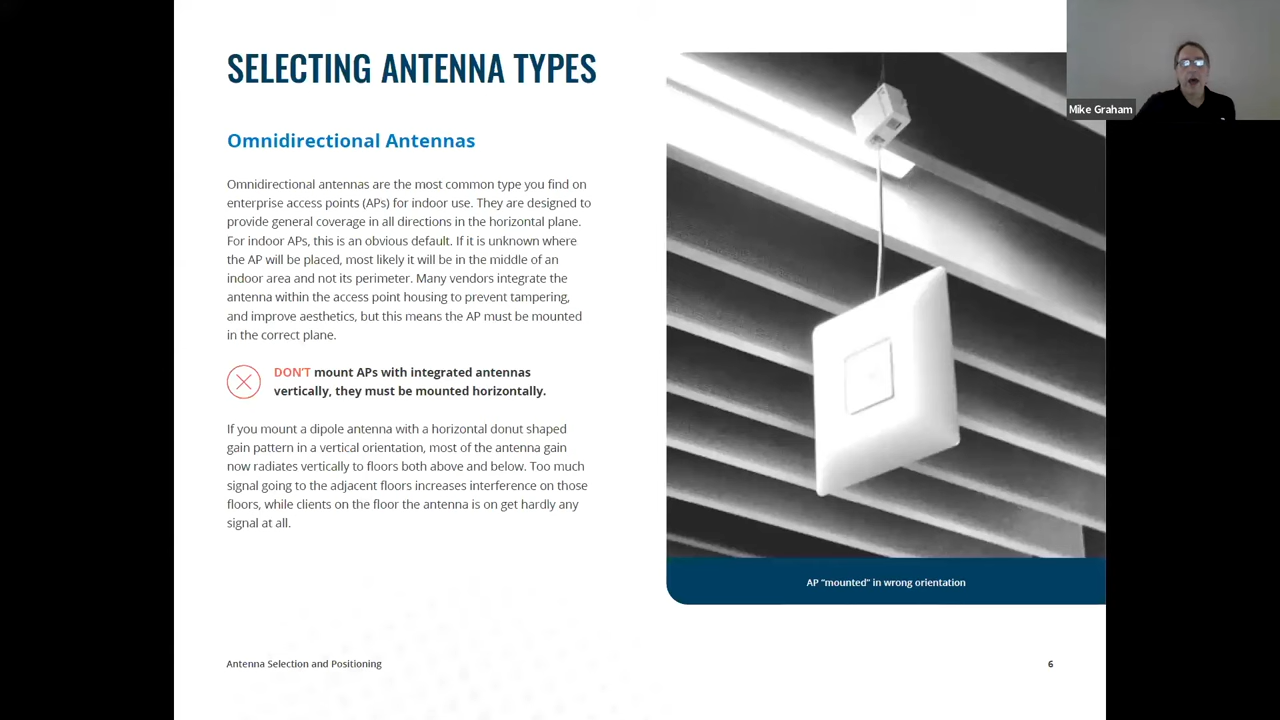 SELECTING ANTENNA TYPES
Mike Graham
Omnidirectional Antennas
Omnidirectional antennas are the most common type you find on
enterprise access points (APs) for indoor use. They are designed to
provide general coverage in all directions in the horizontal plane.
For indoor APs, this is an obvious default. If it is unknown where
the AP will be placed, most likely it will be in the middle of an
indoor area and not its perimeter. Many vendors integrate the
antenna within the access point housing to prevent tampering,
and improve aesthetics, but this means the AP must be mounted
in the correct plane.
DON'T mount APs with integrated antennas
vertically, they must be mounted horizontally.
If you mount a dipole antenna with a horizontal donut shaped
gain pattern in a vertical orientation, most of the antenna gain
now radiates vertically to floors both above and below. Too much
signal going to the adjacent floors increases interference on those
floors, while clients on the floor the antenna is on get hardly any
signal at all.
AP “mounted” in wrong orientation
Antenna Selection and Positioning
6